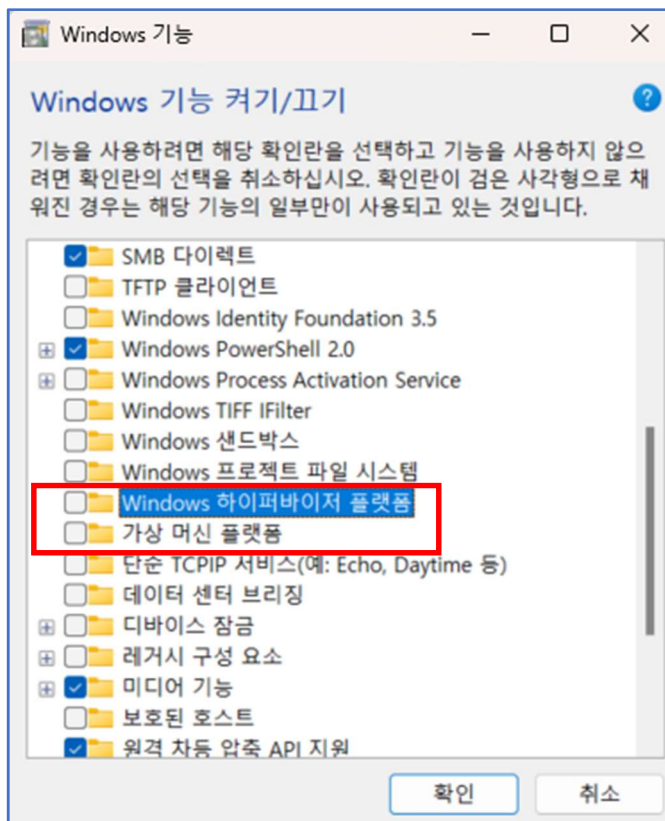 Windows 기능
Windows 기능 켜기/끄기
기능을 사용하려면 해당 확인란을 선택하고 기능을 사용하지 않으
려면 확인란의 선택을 취소하십시오. 확인란이 검은 사각형으로 채
워진 경우는 해당 기능의 일부만이 사용되고 있는 것입니다.
SMB 다이렉트
TFTP 클라이언트
Windows Identity Foundation 3.5
Windows PowerShell 2.0
Windows Process Activation Service
Windows TIFF IFilter
Windows 샌드박스
Windows 프로젝트 파일 시스템
Windows 하이퍼바이저 플랫폼
가상 머신 플랫폼
단순 TCPIP 서비스(예: Echo, Daytime 등)
데이터 센터 브리징
디바이스 잠금
레거시 구성 요소
미디어 기능
보호된 호스트
원격 차등 압축 API 지원
확인
취소